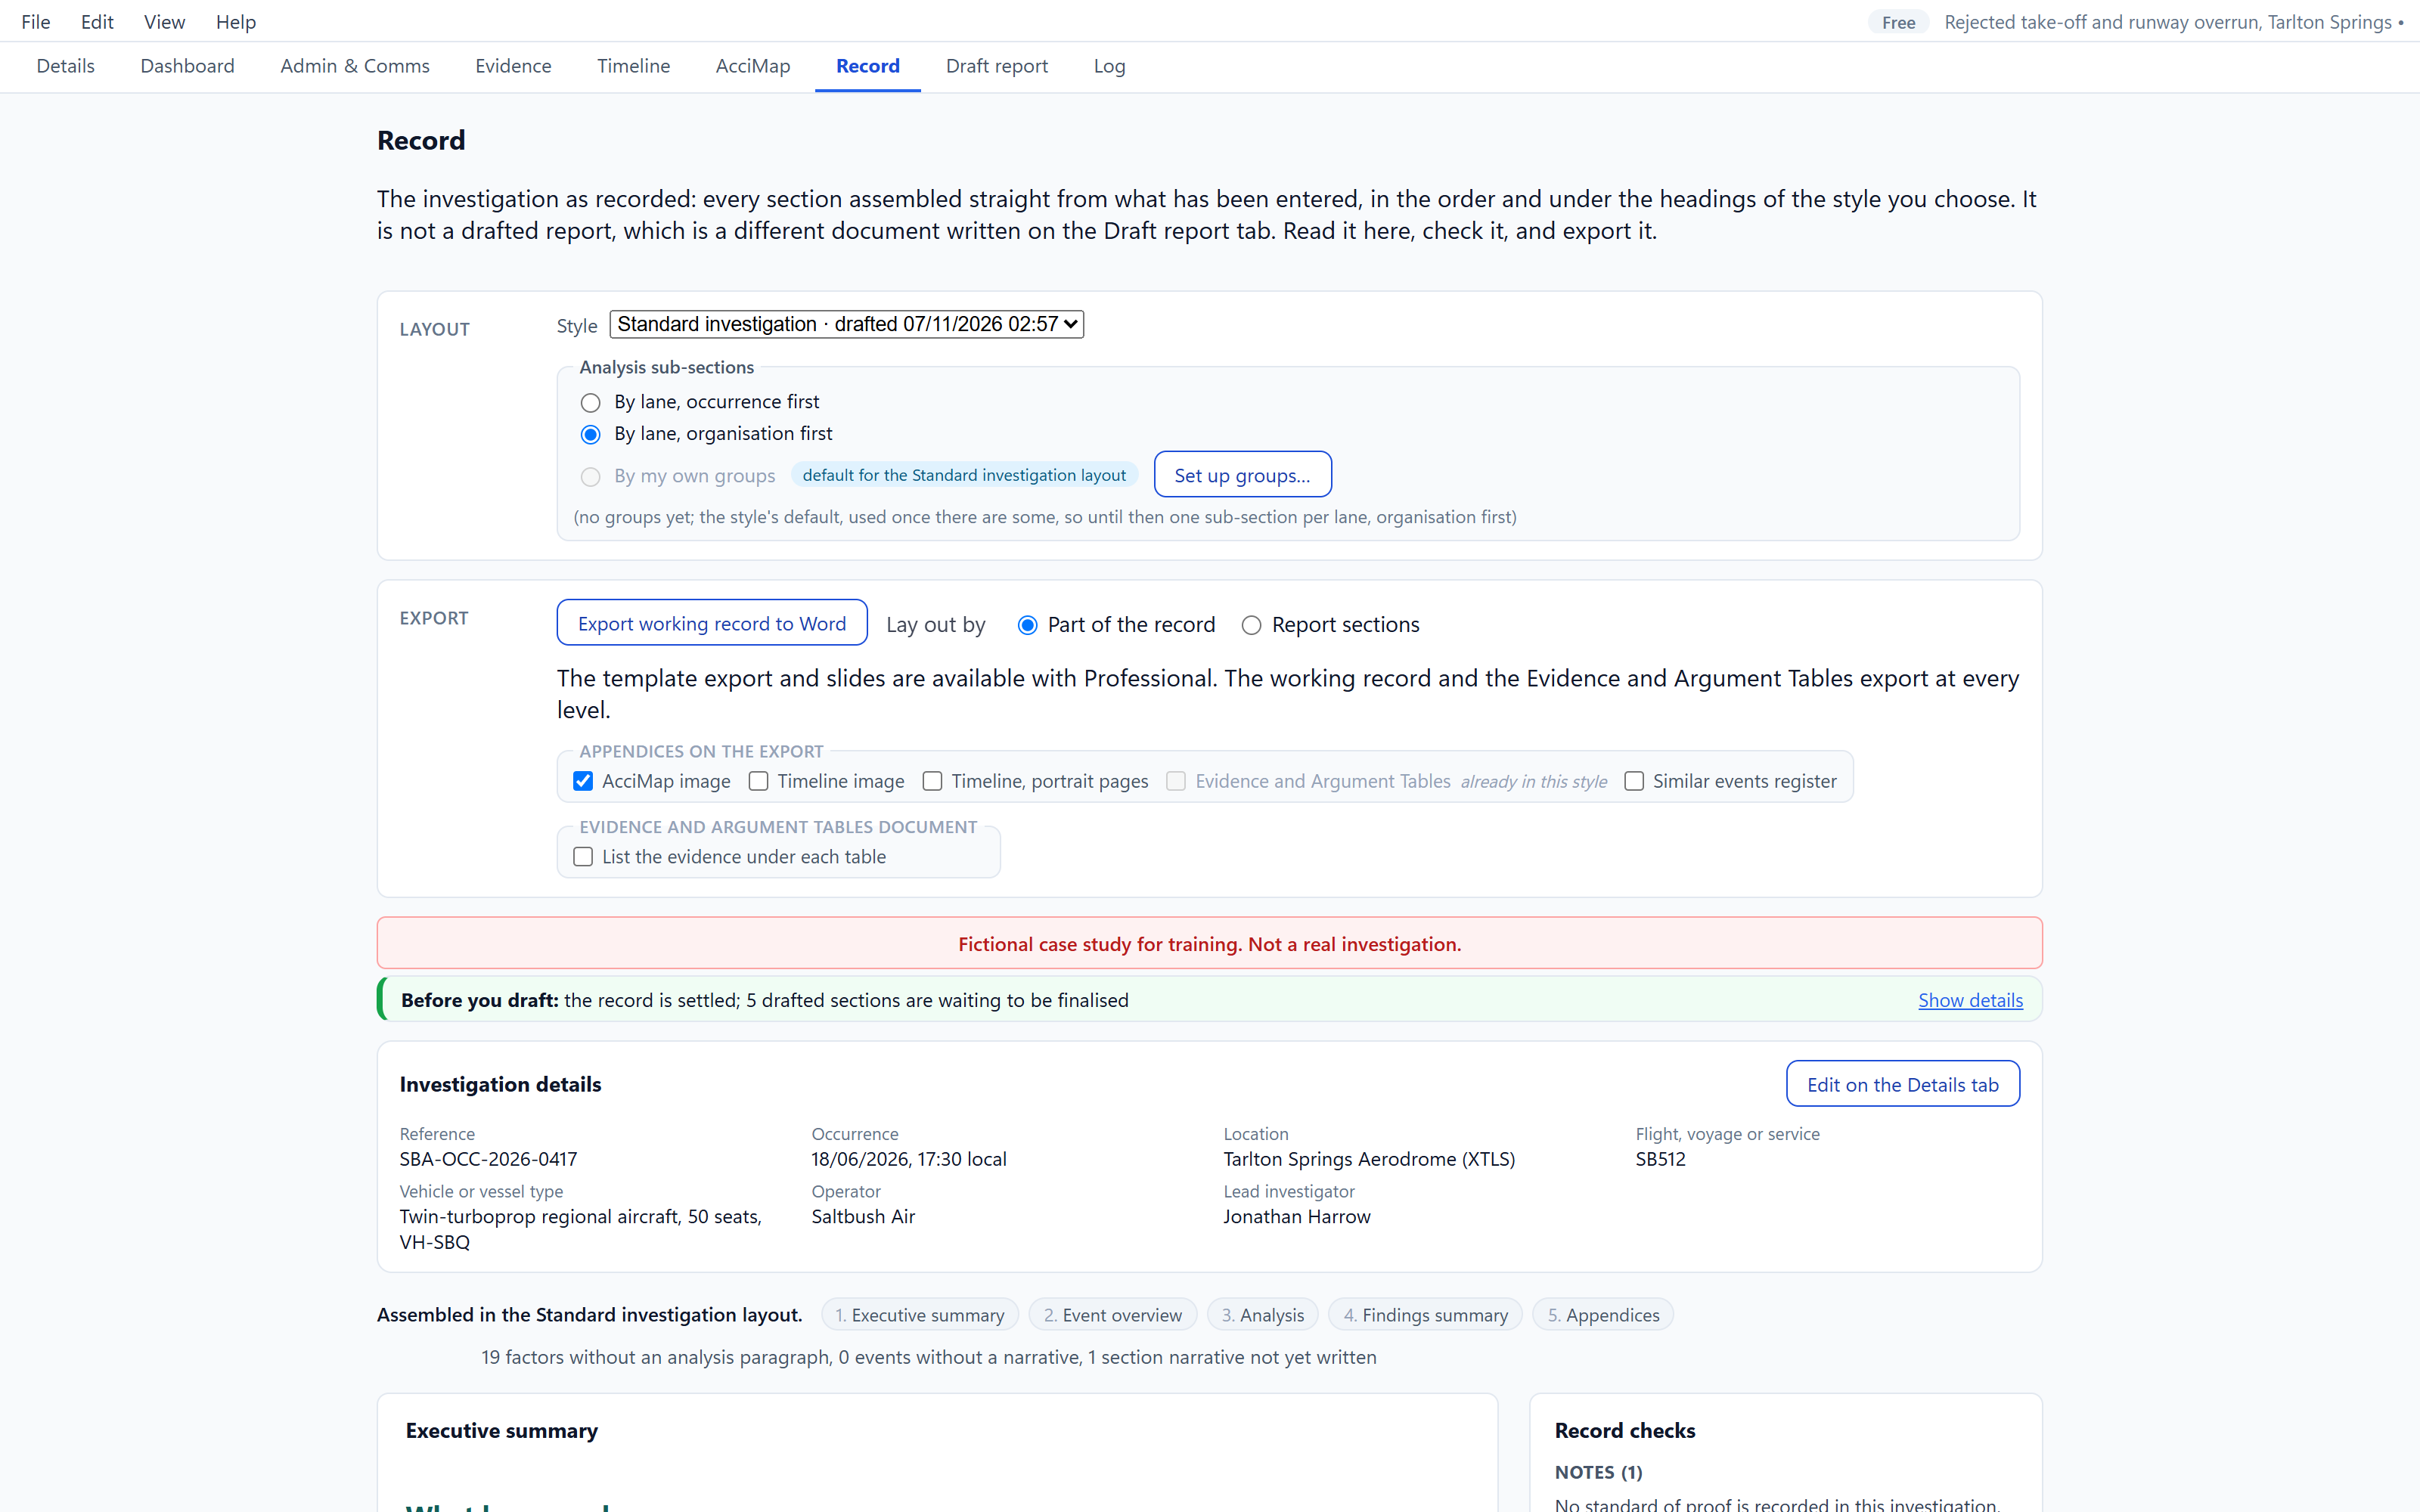 File Edit View Help
Free Rejected take-off and runway overrun, Tarlton Springs •
Details Dashboard Admin & Comms Evidence Timeline AcciMap Record Draft report Log
Record
The investigation as recorded: every section assembled straight from what has been entered, in the order and under the headings of the style you choose. It
is not a drafted report, which is a different document written on the Draft report tab. Read it here, check it, and export it.
LAYOUT
Style Standard investigation · drafted 07/11/2026 02:57
Analysis sub-sections
By lane, occurrence first
By lane, organisation first
By my own groups default for the Standard investigation layout Set up groups...
(no groups yet; the style's default, used once there are some, so until then one sub-section per lane, organisation first)
EXPORT
Export working record to Word Lay out by Part of the record Report sections
The template export and slides are available with Professional. The working record and the Evidence and Argument Tables export at every
level.
APPENDICES ON THE EXPORT
AcciMap image Timeline image Timeline, portrait pages Evidence and Argument Tables already in this style Similar events register
EVIDENCE AND ARGUMENT TABLES DOCUMENT
List the evidence under each table
Fictional case study for training. Not a real investigation.
Before you draft: the record is settled; 5 drafted sections are waiting to be finalised Show details
Investigation details Edit on the Details tab
Reference Occurrence Location Flight, voyage or service
SBA-OCC-2026-0417 18/06/2026, 17:30 local Tarlton Springs Aerodrome (XTLS) SB512
Vehicle or vessel type Operator Lead investigator
Twin-turboprop regional aircraft, 50 seats, Saltbush Air Jonathan Harrow
VH-SBQ
Assembled in the Standard investigation layout. 1. Executive summary 2. Event overview 3. Analysis 4. Findings summary 5. Appendices
19 factors without an analysis paragraph, 0 events without a narrative, 1 section narrative not yet written
Executive summary
Record checks
NOTES (1)
No standard of proof is recorded in this investigation.